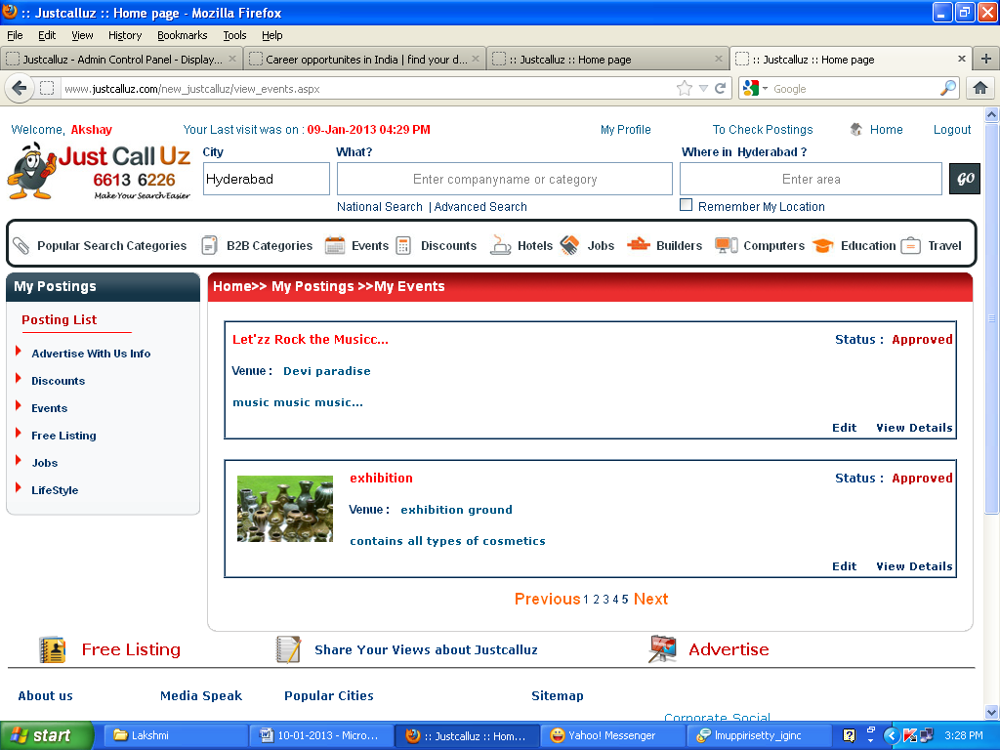 :: Justcalluz :: Home page - Mozilla Firefox
File Edit View History Bookmarks Tools Help
Justcalluz - Admin Control Panel - Display... Career opportunites in India | find your d... :: Justcalluz :: Home page :: Justcalluz :: Home page
www.justcalluz.com/new_justcalluz/view_events.aspx Google
Welcome, Akshay Your Last visit was on : 09-Jan-2013 04:29 PM My Profile To Check Postings Home Logout
Just Call Uz
6613 6226
Make Your Search Easier
City What? Where in Hyderabad ?
Hyderabad Enter companyname or category Enter area GO
National Search | Advanced Search Remember My Location
Popular Search Categories B2B Categories Events Discounts Hotels Jobs Builders Computers Education Travel
My Postings
Posting List
Advertise With Us Info
Discounts
Events
Free Listing
Jobs
LifeStyle
Home>> My Postings >>My Events
Let'zz Rock the Musicc... Status : Approved
Venue : Devi paradise
music music music...
Edit View Details
exhibition Status : Approved
Venue : exhibition ground
contains all types of cosmetics
Edit View Details
Previous 1 2 3 4 5 Next
Free Listing Share Your Views about Justcalluz Advertise
About us Media Speak Popular Cities Sitemap
Corporate Social
start Lakshmi 10-01-2013 - Micro... :: Justcalluz :: Hom... Yahoo! Messenger lmuppirisetty_iginc 3:28 PM